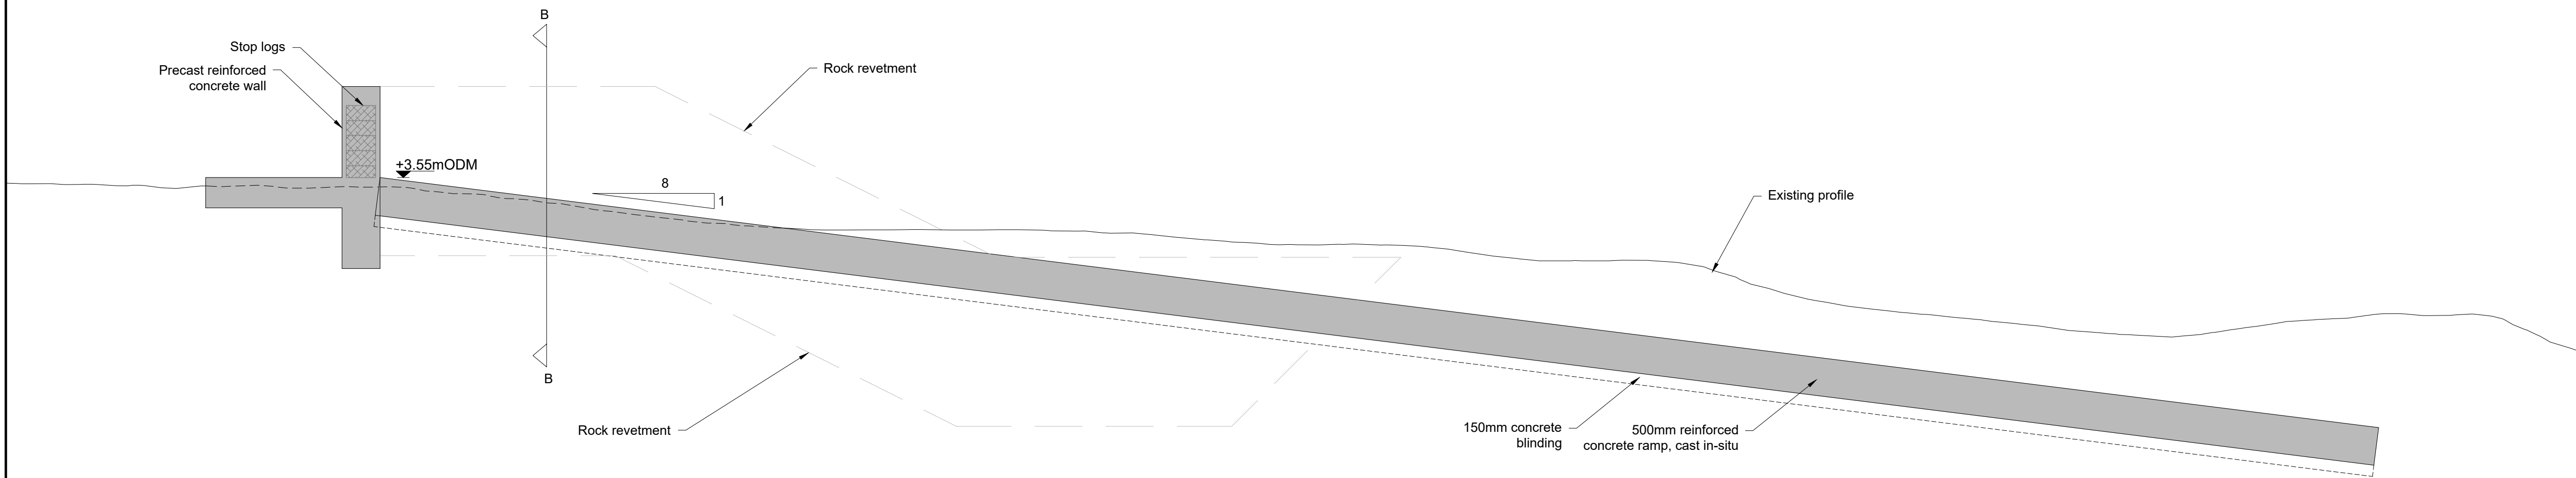 B
Stop logs
Precast reinforced
concrete wall
Rock revetment
+3.55mODM
8
1
Existing profile
B
Rock revetment
150mm concrete
blinding
500mm reinforced
concrete ramp, cast in-situ